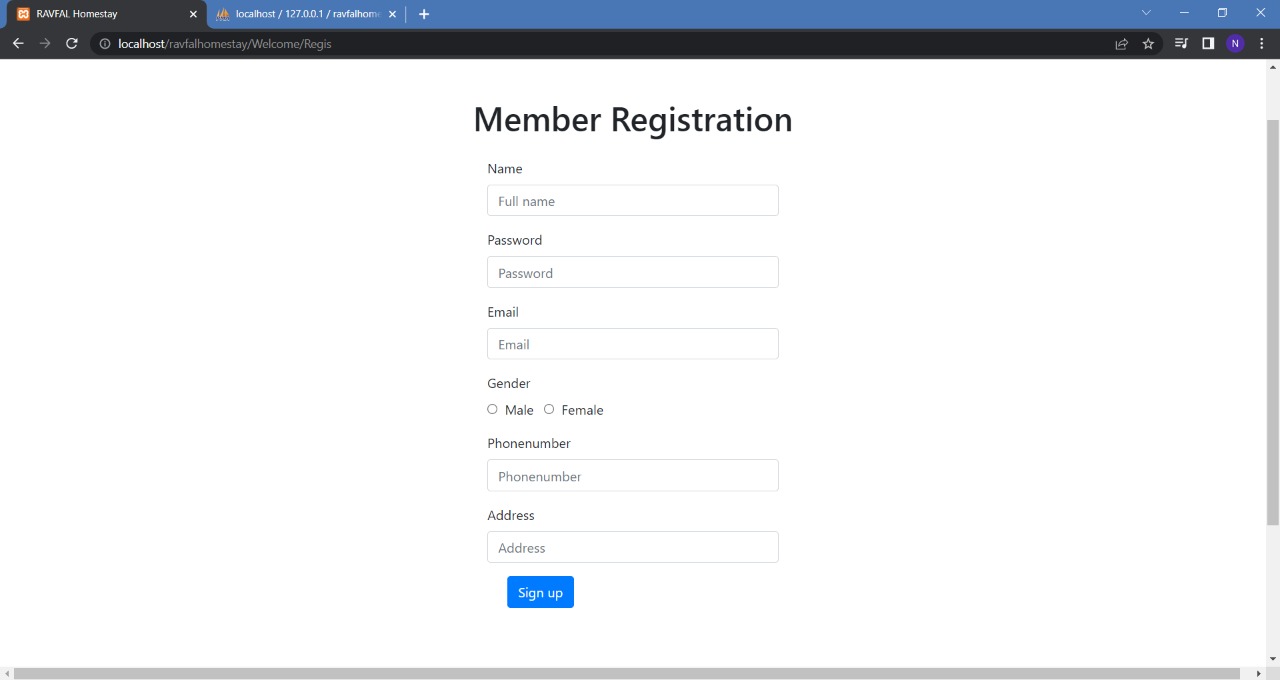 RAVFAL Homestay
localhost / 127.0.0.1 / ravfalhome
localhost/ravfalhomestay/Welcome/Regis
N
Member Registration
Name
Full name
Password
Password
Email
Email
Gender
Male Female
Phonenumber
Phonenumber
Address
Address
Sign up